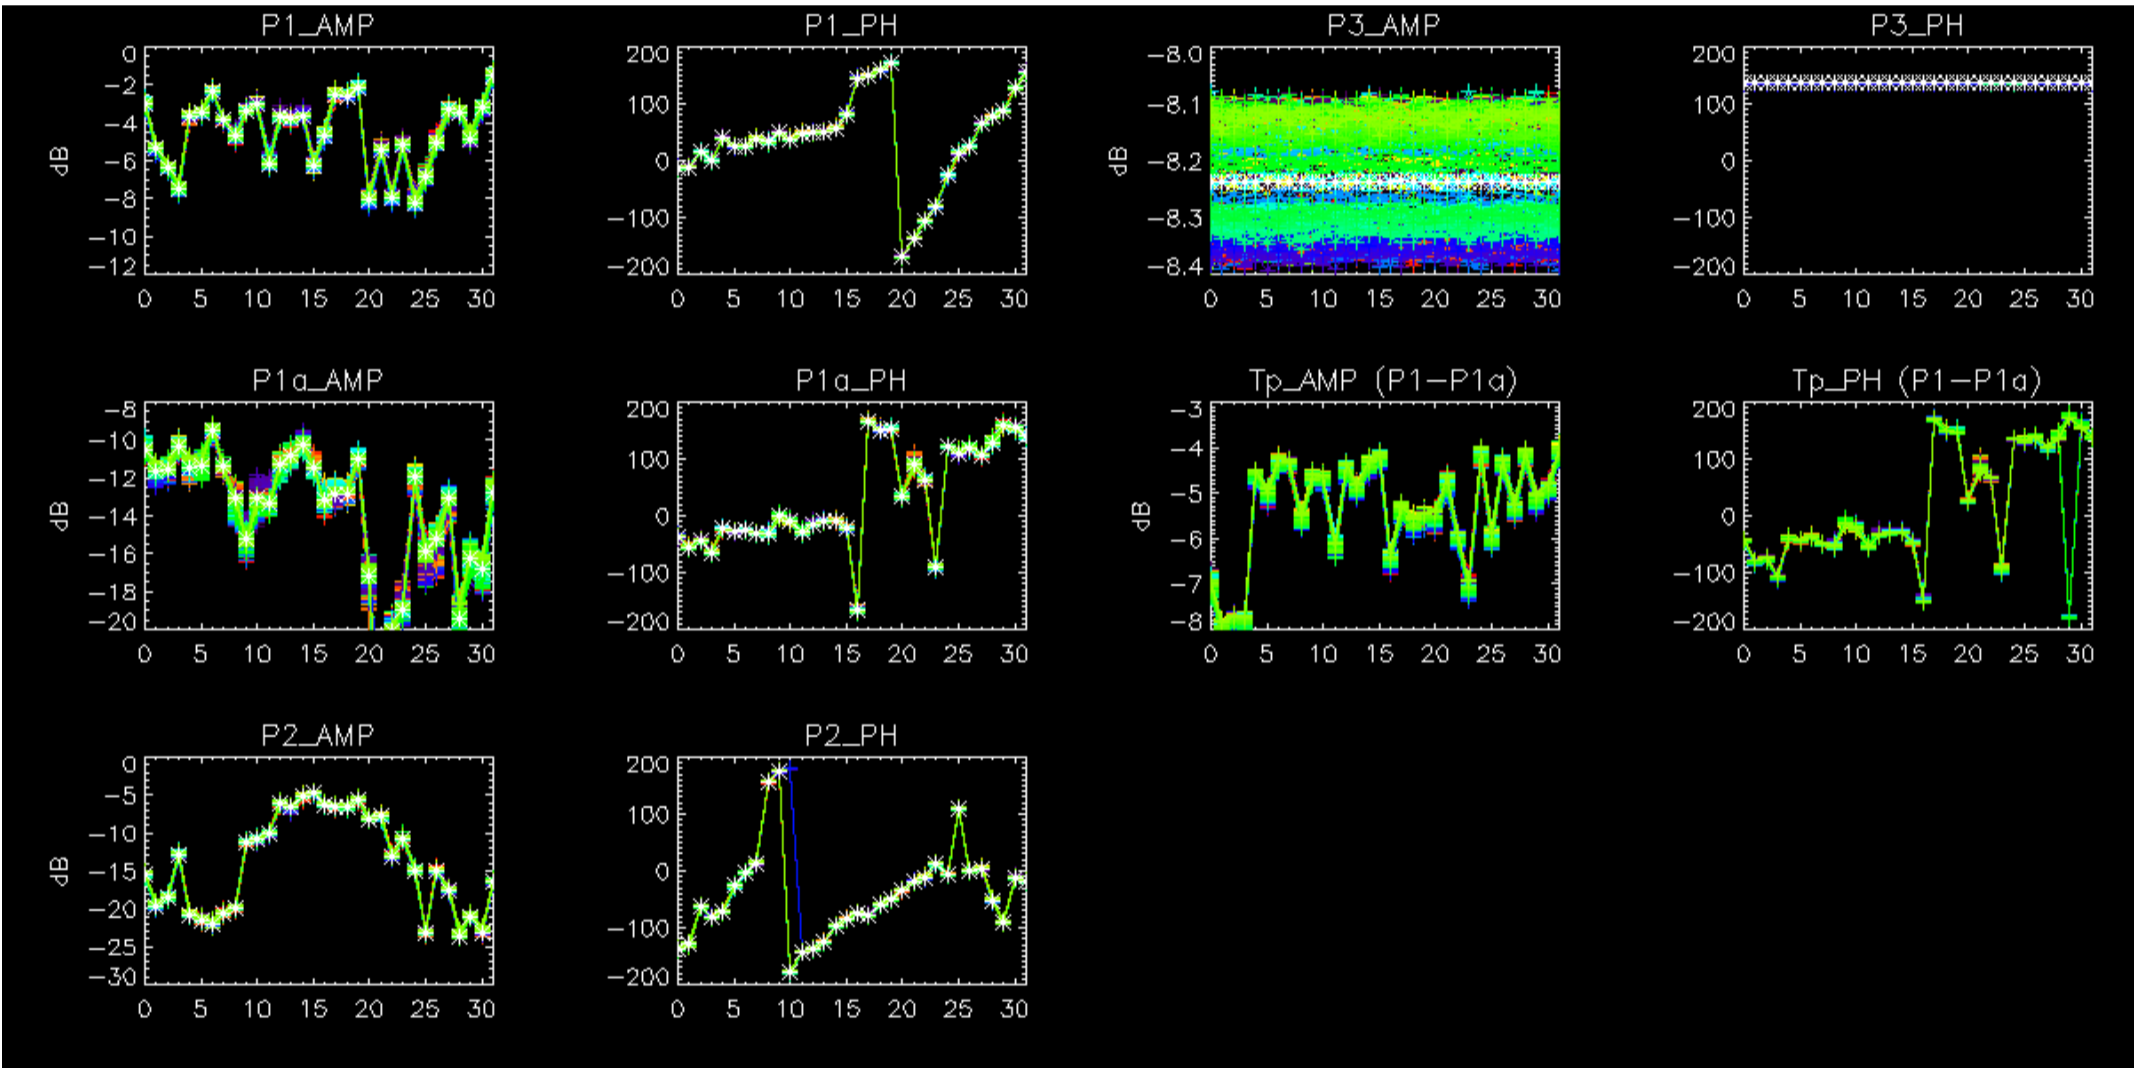 P1_AMP
P1_PH
P3_AMP
P3_PH
0
−2
−4
−6
−8
−10
−12
dB
0 5 10 15 20 25 30
200
100
0
−100
−200
0 5 10 15 20 25 30
−8.0
−8.1
−8.2
−8.3
−8.4
dB
0 5 10 15 20 25 30
200
100
0
−100
−200
0 5 10 15 20 25 30
P1a_AMP
P1a_PH
Tp_AMP (P1−P1a)
Tp_PH (P1−P1a)
−8
−10
−12
−14
−16
−18
−20
dB
0 5 10 15 20 25 30
200
100
0
−100
−200
0 5 10 15 20 25 30
−3
−4
−5
−6
−7
−8
dB
0 5 10 15 20 25 30
200
100
0
−100
−200
0 5 10 15 20 25 30
P2_AMP
P2_PH
0
−5
−10
−15
−20
−25
−30
dB
0 5 10 15 20 25 30
200
100
0
−100
−200
0 5 10 15 20 25 30